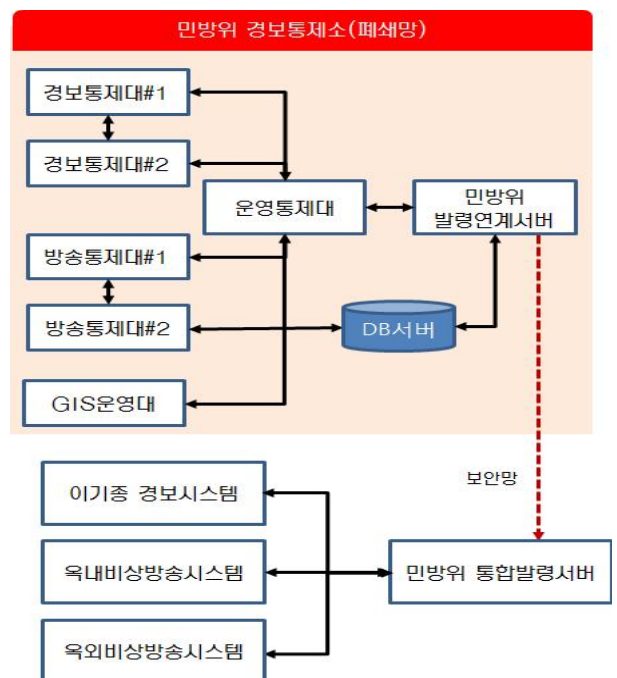 민방위 경보통제소(폐쇄망)
경보통제대#1
경보통제대#2
운영통제대
민방위
발령연계서버
방송통제대#1
방송통제대#2
DB서버
GIS운영대
보안망
이기종 경보시스템
옥내비상방송시스템
민방위 통합발령서버
옥외비상방송시스템